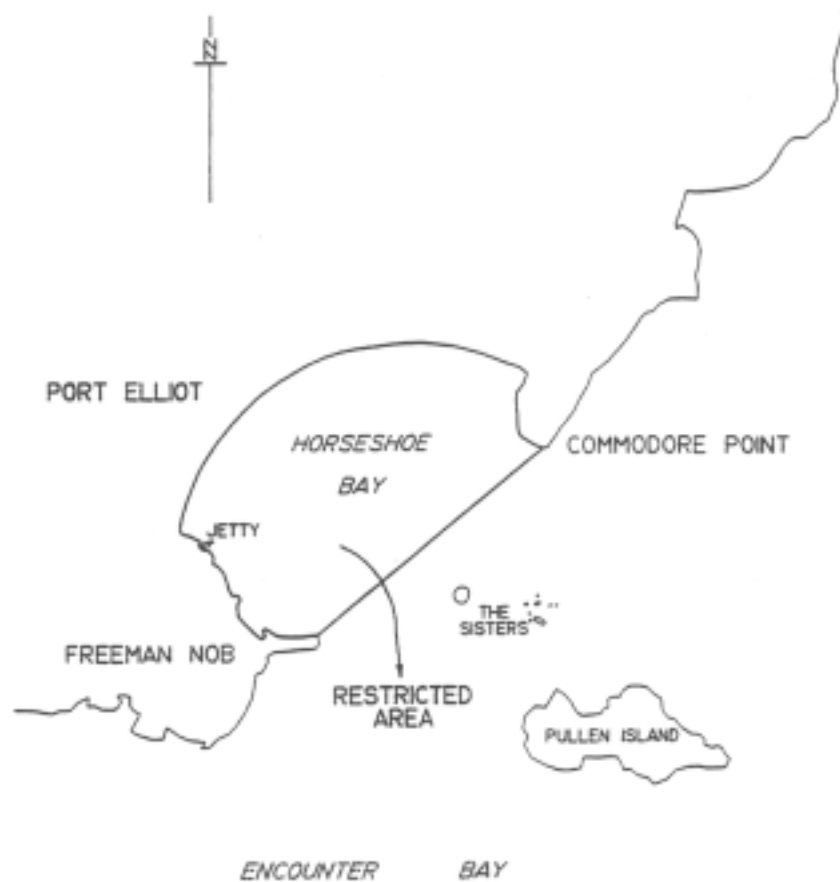 N
PORT ELLIOT
HORSESHOE
BAY
COMMODORE POINT
JETTY
THE
SISTERS
FREEMAN NOB
RESTRICTED
AREA
PULLEN ISLAND
ENCOUNTER BAY